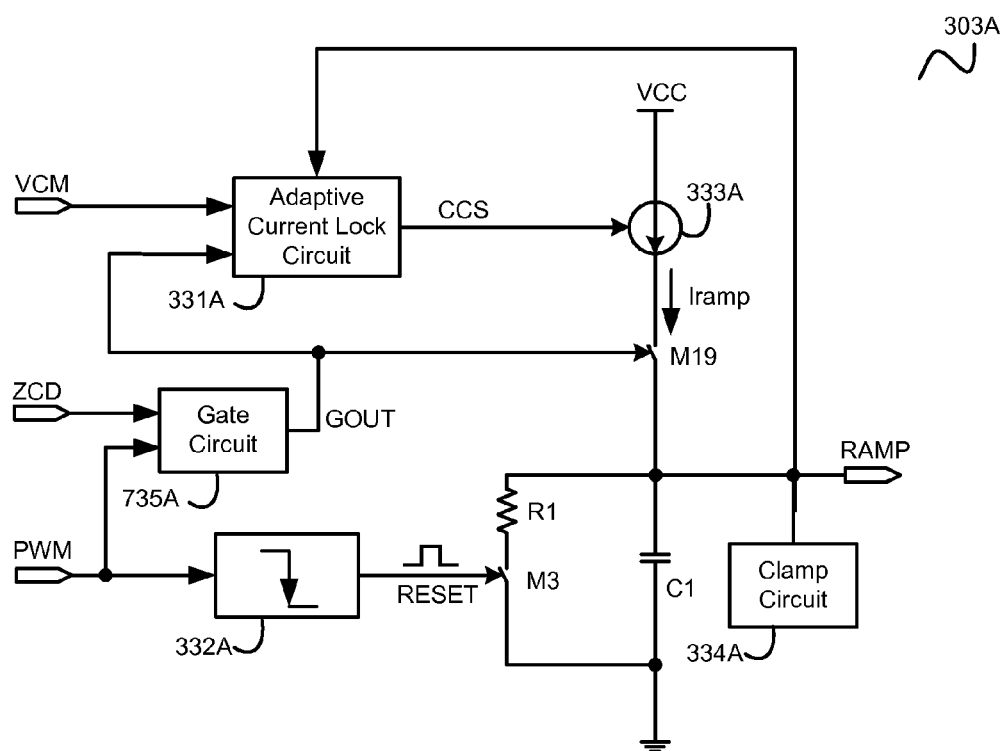 303A
VCC
VCM
Adaptive
Current Lock
Circuit
CCS
333A
331A
Iramp
M19
ZCD
Gate
Circuit
GOUT
735A
RAMP
R1
PWM
RESET
M3
C1
Clamp
Circuit
332A
334A